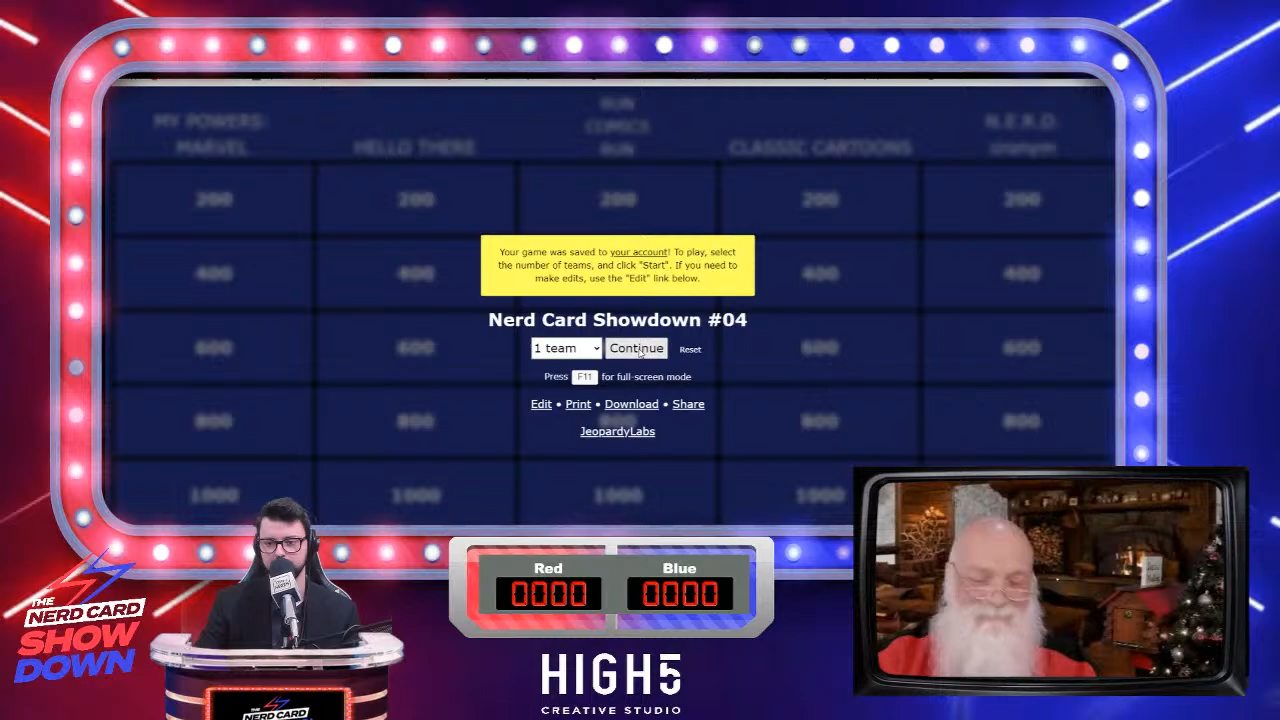 MY POWERS:
MARVEL
HELLO THERE
RUN
COMICS
RUN
CLASSIC CARTOONS
N.E.R.D.
200
200
200
200
200
400
400
400
400
Your game was saved to your account! To play, select
the number of teams, and click "Start". If you need to
make edits, use the "Edit" link below.
Nerd Card Showdown #04
1 team
Continue
Reset
Press F11 for full-screen mode
600
600
600
600
Edit • Print • Download • Share
800
800
800
800
JeopardyLabs
1000
1000
1000
1000
Red
Blue
0000
0000
THE
NERD CARD
SHOW
DOWN
THE
NERD CARD
HIGH5
CREATIVE STUDIO